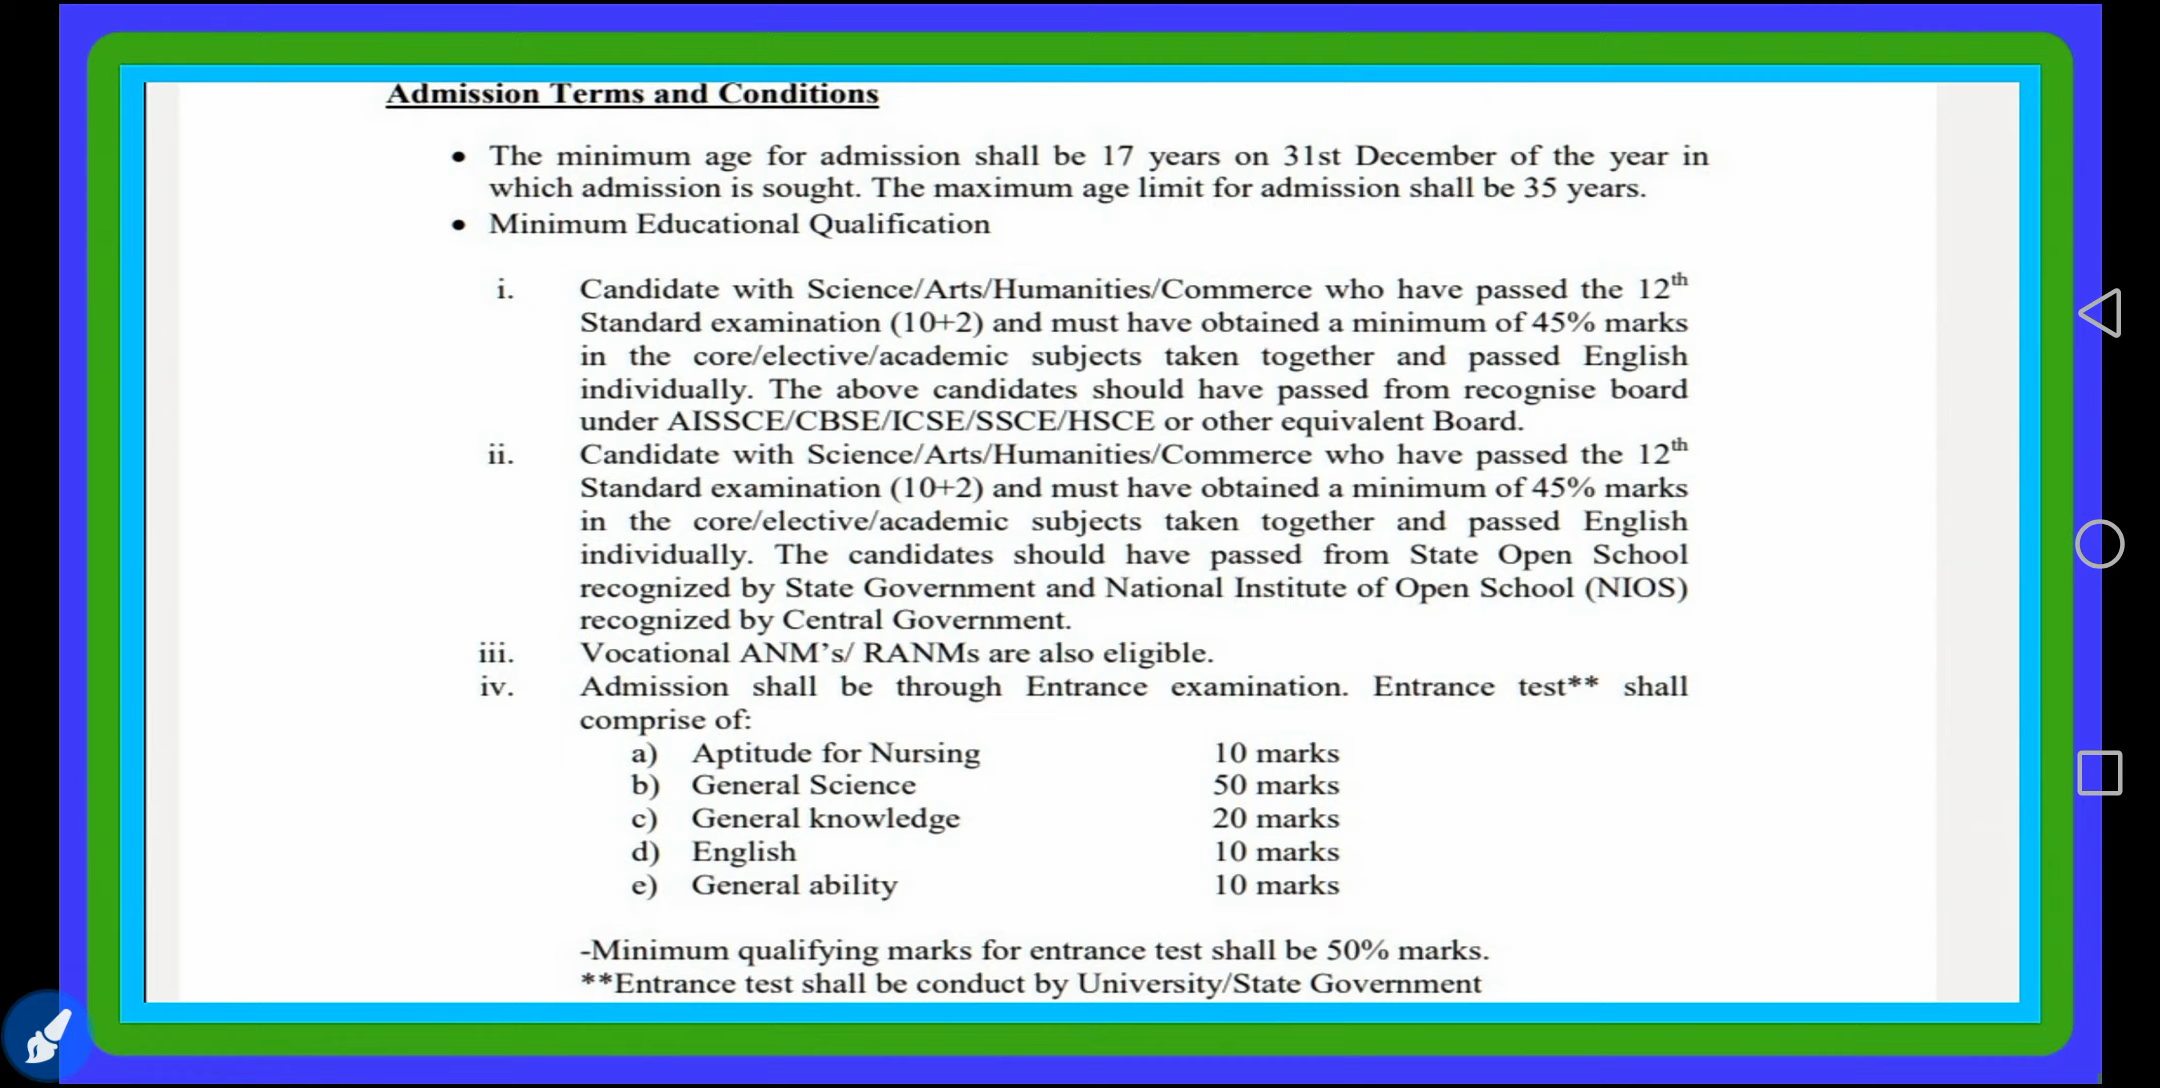 Admission Terms and Conditions
• The minimum age for admission shall be 17 years on 31st December of the year in
which admission is sought. The maximum age limit for admission shall be 35 years.
• Minimum Educational Qualification
i. Candidate with Science/Arts/Humanities/Commerce who have passed the 12th
Standard examination (10+2) and must have obtained a minimum of 45% marks
in the core/elective/academic subjects taken together and passed English
individually. The above candidates should have passed from recognise board
under AISSCE/CBSE/ICSE/SSCE/HSCE or other equivalent Board.
ii. Candidate with Science/Arts/Humanities/Commerce who have passed the 12th
Standard examination (10+2) and must have obtained a minimum of 45% marks
in the core/elective/academic subjects taken together and passed English
individually. The candidates should have passed from State Open School
recognized by State Government and National Institute of Open School (NIOS)
recognized by Central Government.
iii. Vocational ANM’s/ RANMs are also eligible.
iv. Admission shall be through Entrance examination. Entrance test** shall
comprise of:
a) Aptitude for Nursing 10 marks
b) General Science 50 marks
c) General knowledge 20 marks
d) English 10 marks
e) General ability 10 marks
-Minimum qualifying marks for entrance test shall be 50% marks.
**Entrance test shall be conduct by University/State Government